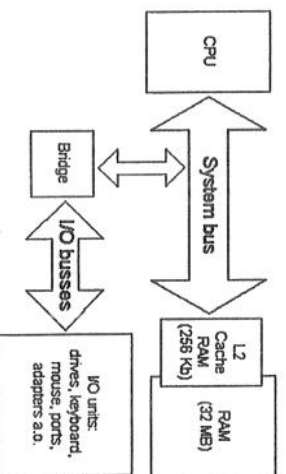 CPU
System bus
L2
Cache
RAM
(256 Kb)
RAM
(32 MB)
Bridge
I/O busses
I/O units:
drives, keyboard,
mouse, ports,
adapters a.o.